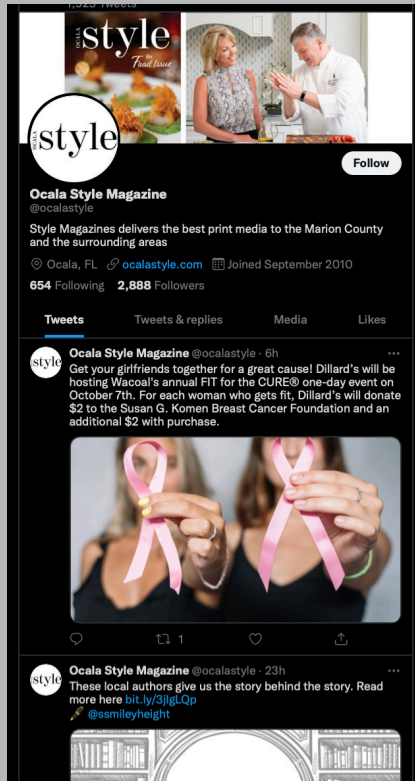 1,523 Tweets
OCALA
style
the
Food Issue
OCALA
style
Follow
Ocala Style Magazine
@ocalastyle
Style Magazines delivers the best print media to the Marion County
and the surrounding areas
Ocala, FL ocalastyle.com Joined September 2010
654 Following 2,888 Followers
Tweets Tweets & replies Media Likes
style
Ocala Style Magazine @ocalastyle · 6h
Get your girlfriends together for a great cause! Dillard's will be
hosting Wacoal's annual FIT for the CURE® one-day event on
October 7th. For each woman who gets fit, Dillard's will donate
$2 to the Susan G. Komen Breast Cancer Foundation and an
additional $2 with purchase.
1
style
Ocala Style Magazine @ocalastyle · 23h
These local authors give us the story behind the story. Read
more here bit.ly/3jlgLQp
@ssmileyheight